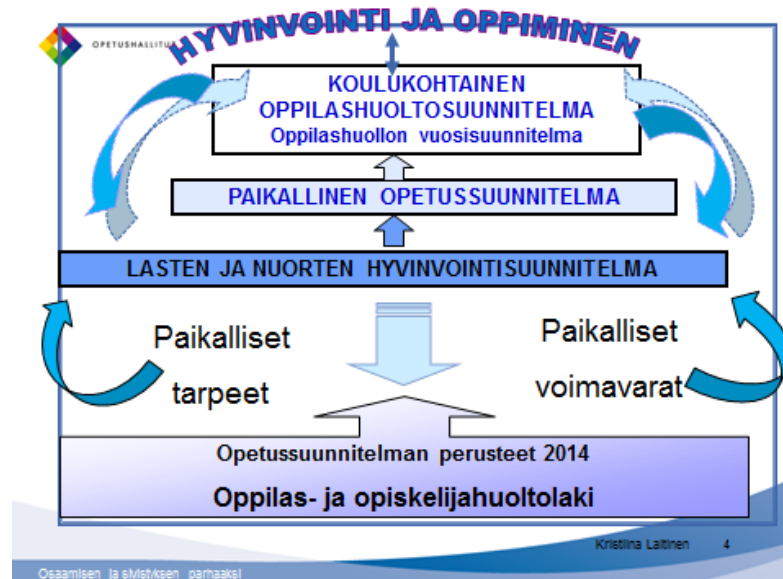 HYVINVOINTI JA OPPIMINEN
OPETUSHALLITUS
KOULUKOHTAINEN
OPPILASHUOLTOSUUNNITELMA
Oppilashuollon vuosisuunnitelma
PAIKALLINEN OPETUSSUUNNITELMA
LASTEN JA NUORTEN HYVINVOINTISUUNNITELMA
Paikalliset
tarpeet
Paikalliset
voimavarat
Opetussuunnitelman perusteet 2014
Oppilas- ja opiskelijahuoltolaki
Kristiina Laitinen 4
Osaamisen ja sivistyksen parhaaksi